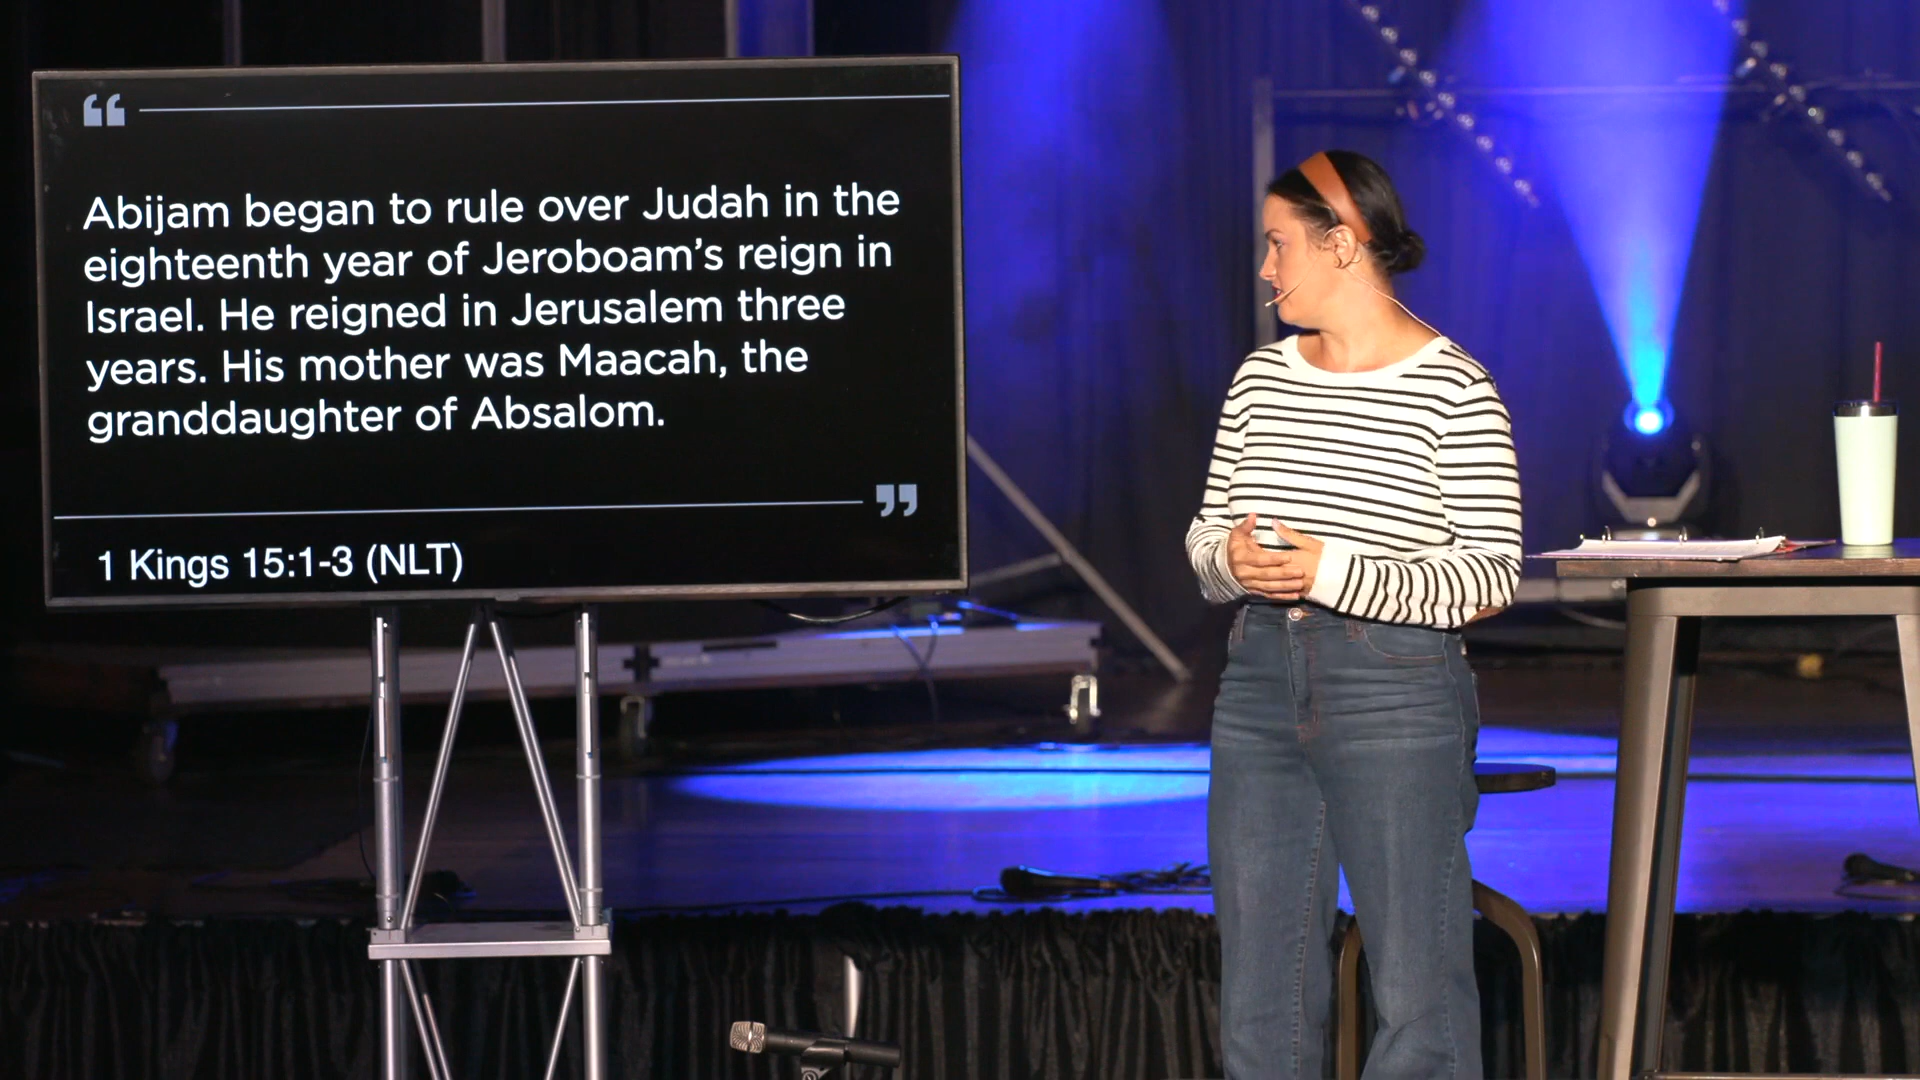 “
Abijam began to rule over Judah in the
eighteenth year of Jeroboam’s reign in
Israel. He reigned in Jerusalem three
years. His mother was Maacah, the
granddaughter of Absalom.
”
1 Kings 15:1-3 (NLT)